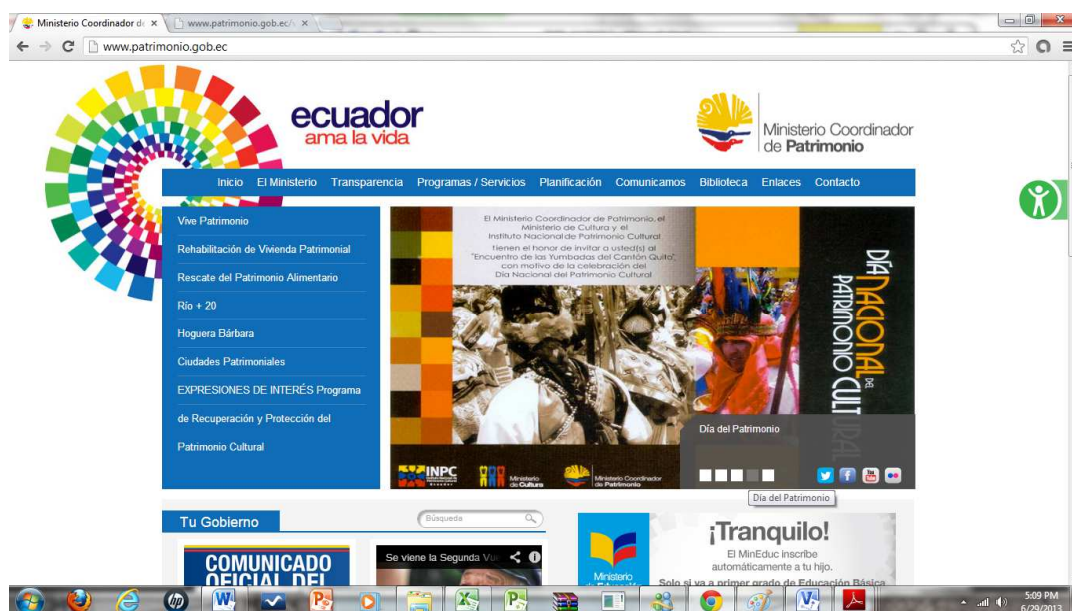 Ministerio Coordinador de
www.patrimonio.gob.ec/
www.patrimonio.gob.ec
ecuador
ama la vida
Ministerio Coordinador
de Patrimonio
Inicio El Ministerio Transparencia Programas / Servicios Planificación Comunicamos Biblioteca Enlaces Contacto
Vive Patrimonio
Rehabilitación de Vivienda Patrimonial
Rescate del Patrimonio Alimentario
Río + 20
Hoguera Bárbara
Ciudades Patrimoniales
EXPRESIONES DE INTERÉS Programa
de Recuperación y Protección del
Patrimonio Cultural
El Ministerio Coordinador de Patrimonio, el
Ministerio de Cultura y el
Instituto Nacional de Patrimonio Cultural
tienen el honor de invitar a usted(s) al
"Encuentro de las Yumbadas del Cantón Quito",
con motivo de la celebración del
Día Nacional del Patrimonio Cultural
DÍA NACIONAL DEL
PATRIMONIO CULTURAL
Día del Patrimonio
INPC
Ministerio
de Cultura
Ministerio Coordinador
de Patrimonio
Día del Patrimonio
Tu Gobierno
Búsqueda
COMUNICADO
OFICIAL DEL
Se viene la Segunda Vue
Ministerio
de Educación
¡Tranquilo!
El MinEduc inscribe
automáticamente a tu hijo.
Solo si va a primer grado de Educación Básica
5:09 PM
6/29/2013